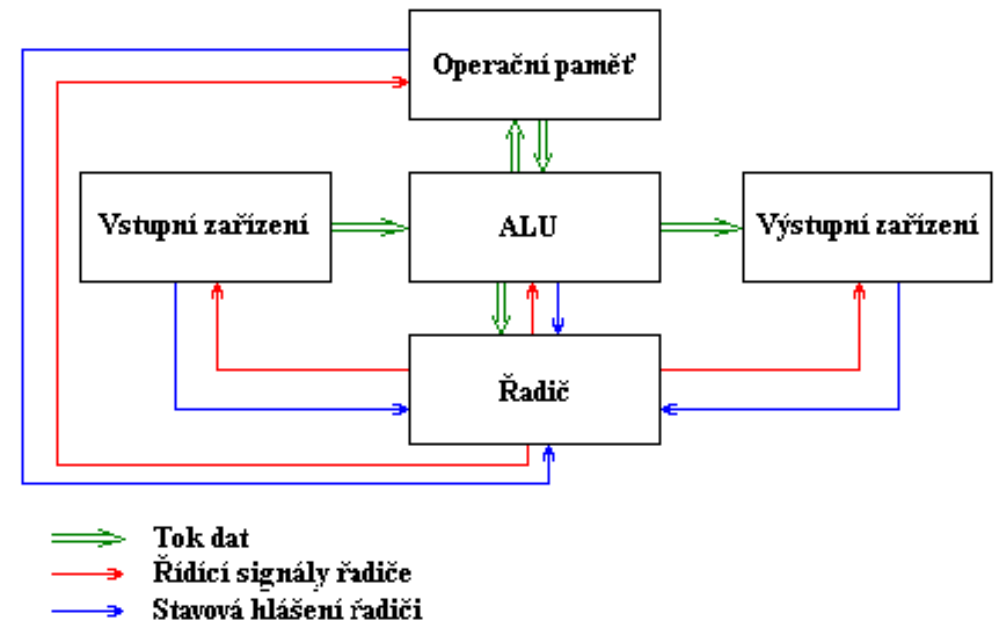 Operační paměť
Vstupní zařízení
ALU
Výstupní zařízení
Řadič
Tok dat
Řídící signály řadiče
Stavová hlášení řadiči